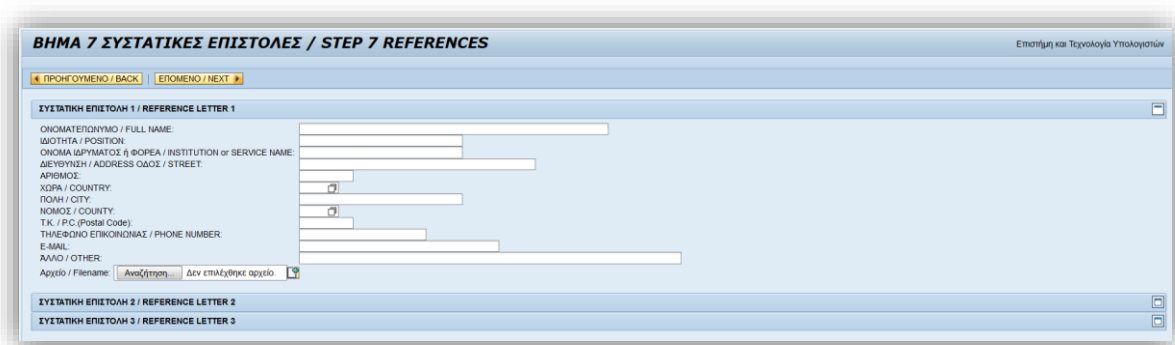 ΒΗΜΑ 7 ΣΥΣΤΑΤΙΚΕΣ ΕΠΙΣΤΟΛΕΣ / STEP 7 REFERENCES
Επιστήμη και Τεχνολογία Υπολογιστών
ΠΡΟΗΓΟΥΜΕΝΟ / BACK
ΕΠΟΜΕΝΟ / NEXT
ΣΥΣΤΑΤΙΚΗ ΕΠΙΣΤΟΛΗ 1 / REFERENCE LETTER 1
ΟΝΟΜΑΤΕΠΩΝΥΜΟ / FULL NAME:
ΙΔΙΟΤΗΤΑ / POSITION:
ΟΝΟΜΑ ΙΔΡΥΜΑΤΟΣ ή ΦΟΡΕΑ / INSTITUTION or SERVICE NAME:
ΔΙΕΥΘΥΝΣΗ / ADDRESS ΟΔΟΣ / STREET:
ΑΡΙΘΜΟΣ:
ΧΩΡΑ / COUNTRY:
ΠΟΛΗ / CITY:
ΝΟΜΟΣ / COUNTY:
Τ.Κ. / P.C.(Postal Code):
ΤΗΛΕΦΩΝΟ ΕΠΙΚΟΙΝΩΝΙΑΣ / PHONE NUMBER:
E-MAIL:
ΆΛΛΟ / OTHER:
Αρχείο / Filename: Αναζήτηση... Δεν επιλέχθηκε αρχείο.
ΣΥΣΤΑΤΙΚΗ ΕΠΙΣΤΟΛΗ 2 / REFERENCE LETTER 2
ΣΥΣΤΑΤΙΚΗ ΕΠΙΣΤΟΛΗ 3 / REFERENCE LETTER 3